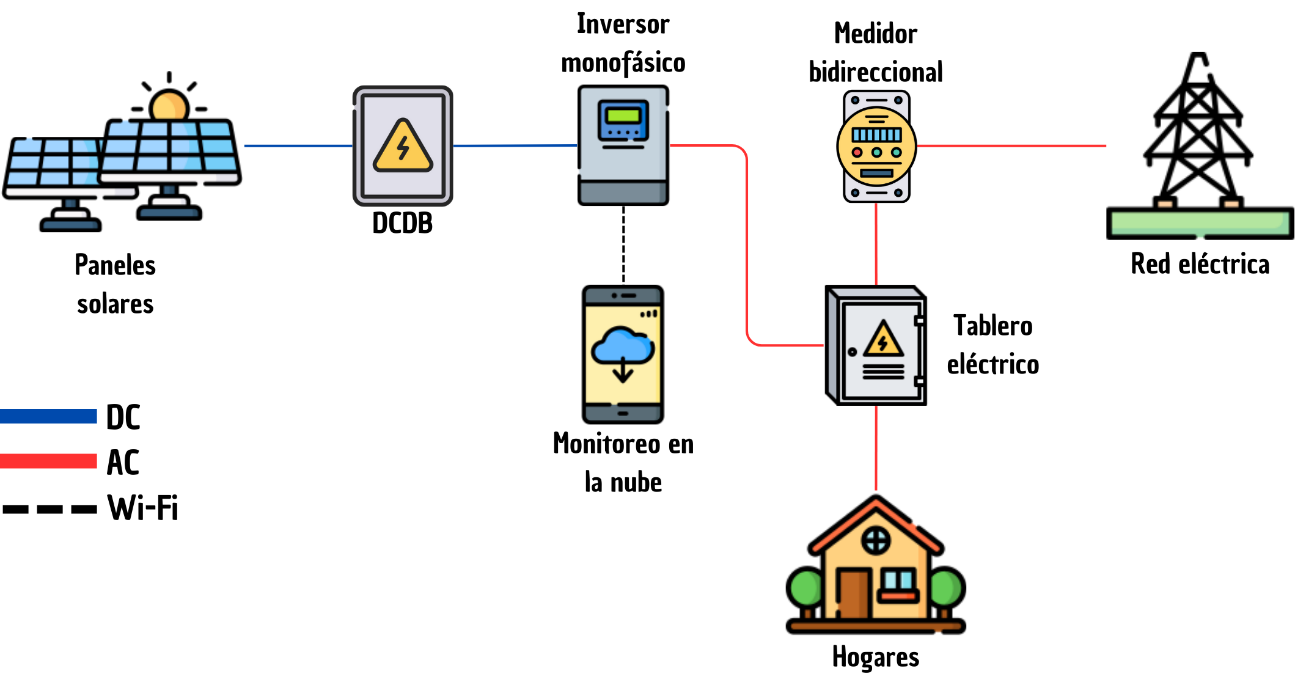 Inversor
monofásico
Medidor
bidireccional
DCDB
Paneles
solares
Red eléctrica
Tablero
eléctrico
DC
AC
Wi-Fi
Monitoreo en
la nube
Hogares